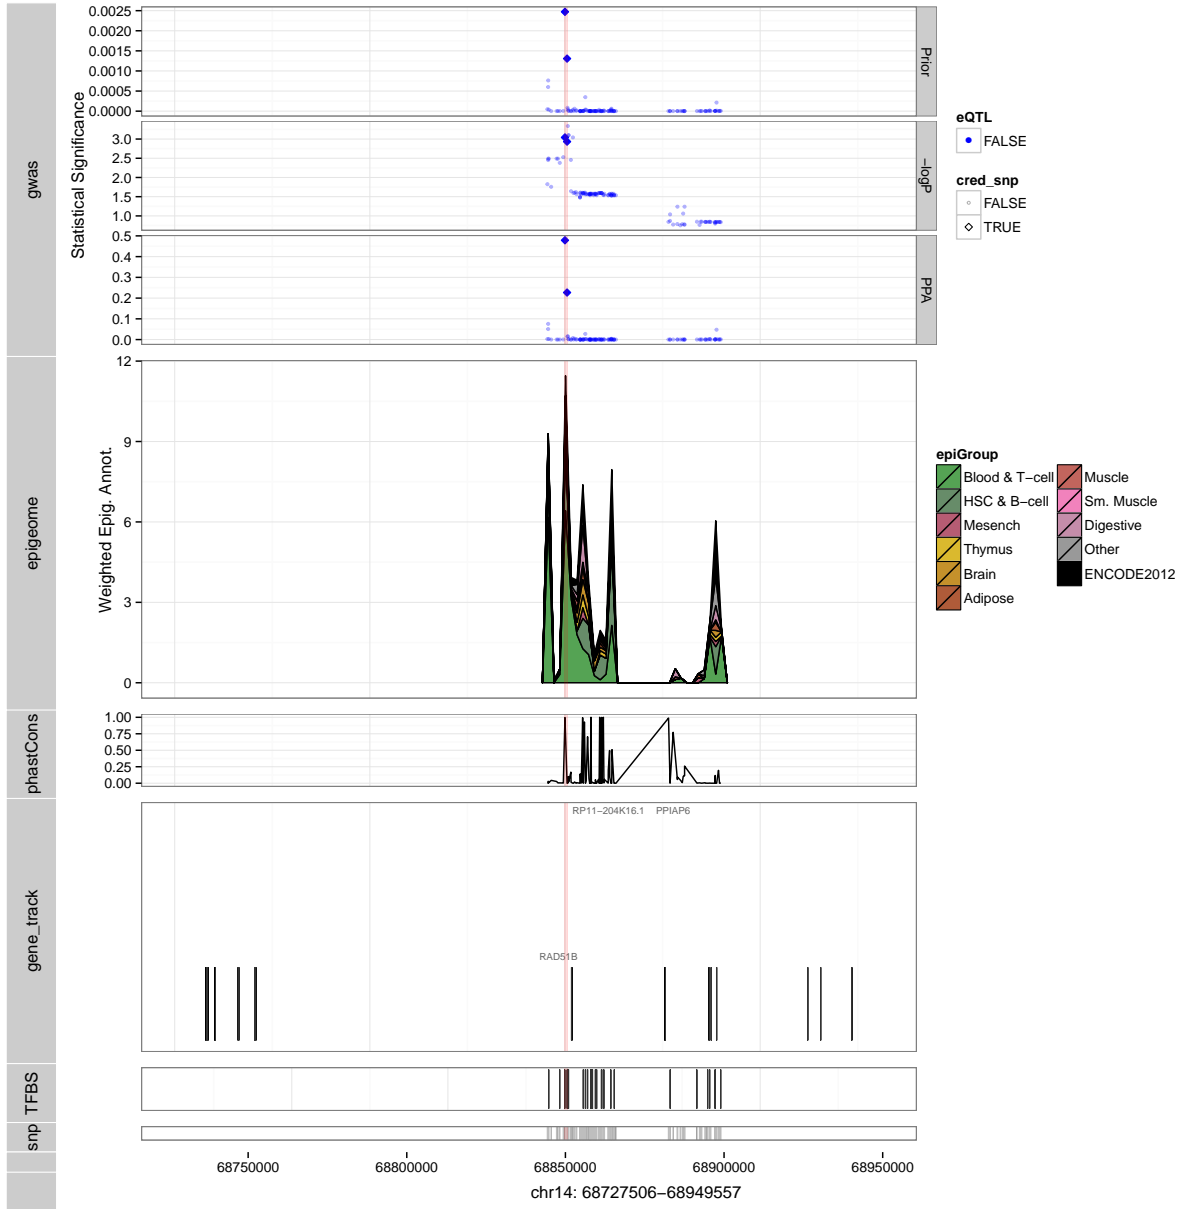 gwas
Statistical Significance
0.0025
0.0020
0.0015
0.0010
0.0005
0.0000
Prior
3.0
2.5
2.0
1.5
1.0
−logP
0.5
0.4
0.3
0.2
0.1
0.0
PPA
eQTL
FALSE
cred_snp
FALSE
TRUE
epigeome
Weighted Epig. Annot.
12
9
6
3
0
epiGroup
Blood & T−cell
HSC & B−cell
Mesench
Thymus
Brain
Adipose
Muscle
Sm. Muscle
Digestive
Other
ENCODE2012
phastCons
1.00
0.75
0.50
0.25
0.00
gene_track
RP11−204K16.1 PPIAP6
RAD51B
TFBS
snp
68750000 68800000 68850000 68900000 68950000
chr14: 68727506−68949557